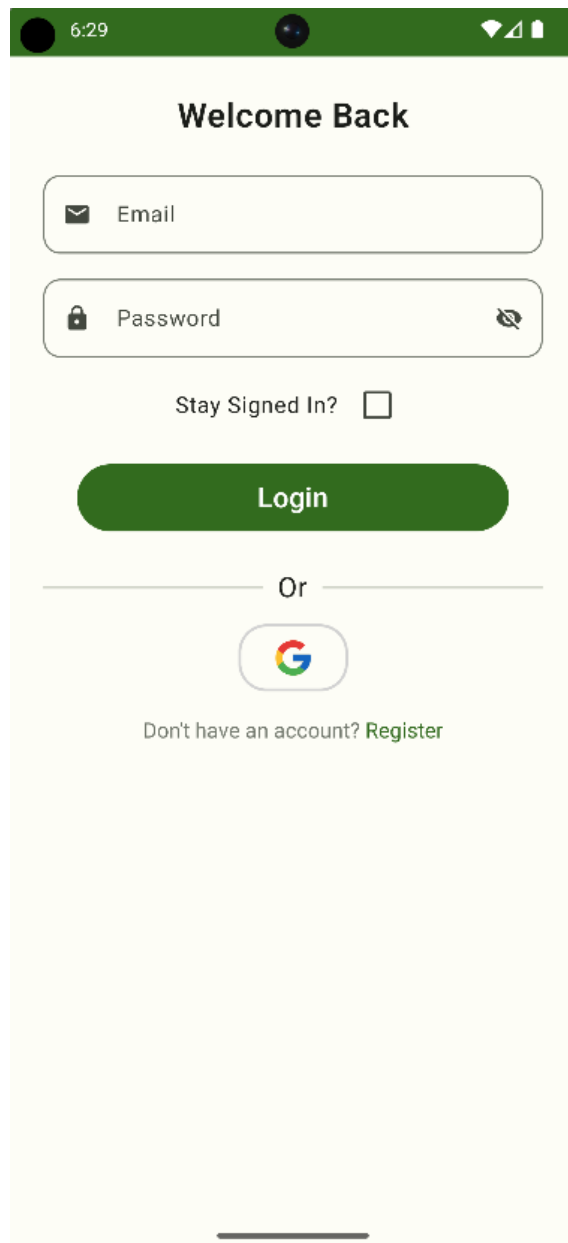 6:29
Welcome Back
Email
Password
Stay Signed In?
Login
Or
Don't have an account? Register